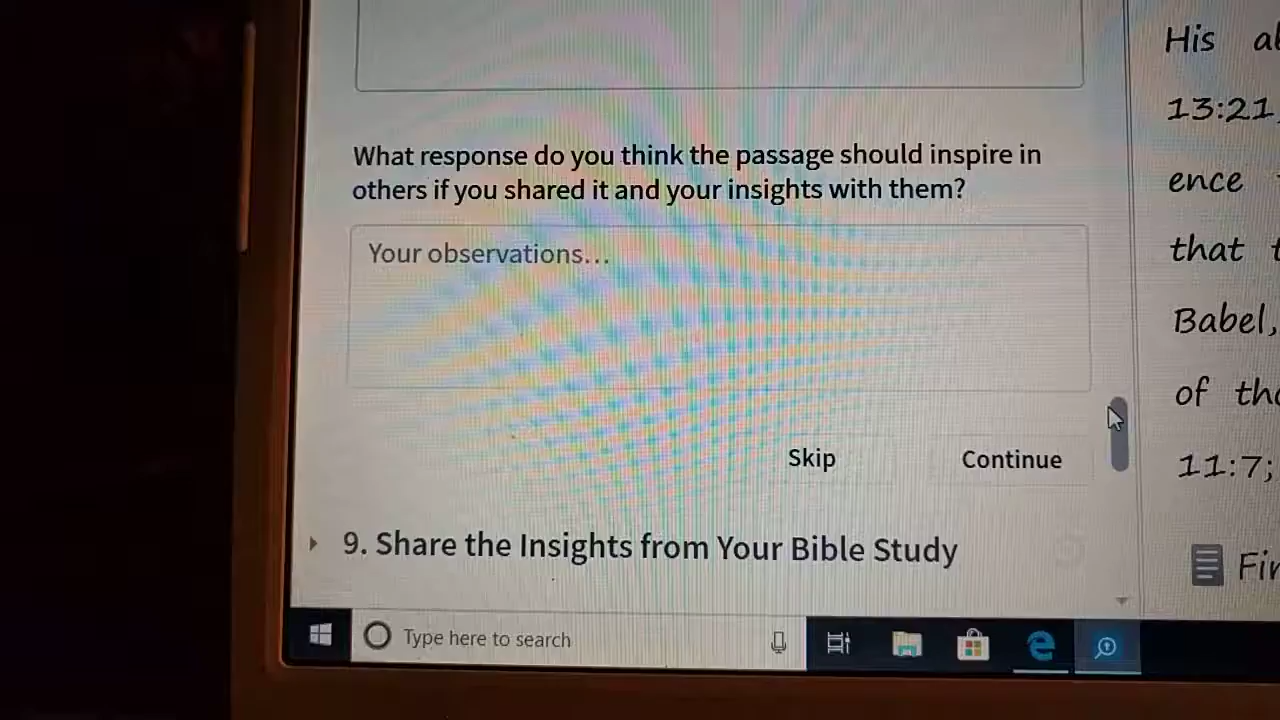 What response do you think the passage should inspire in
others if you shared it and your insights with them?
Your observations...
Skip
Continue
9. Share the Insights from Your Bible Study
Type here to search
His
13:21,
ence
that
Babel,
of
11:7;